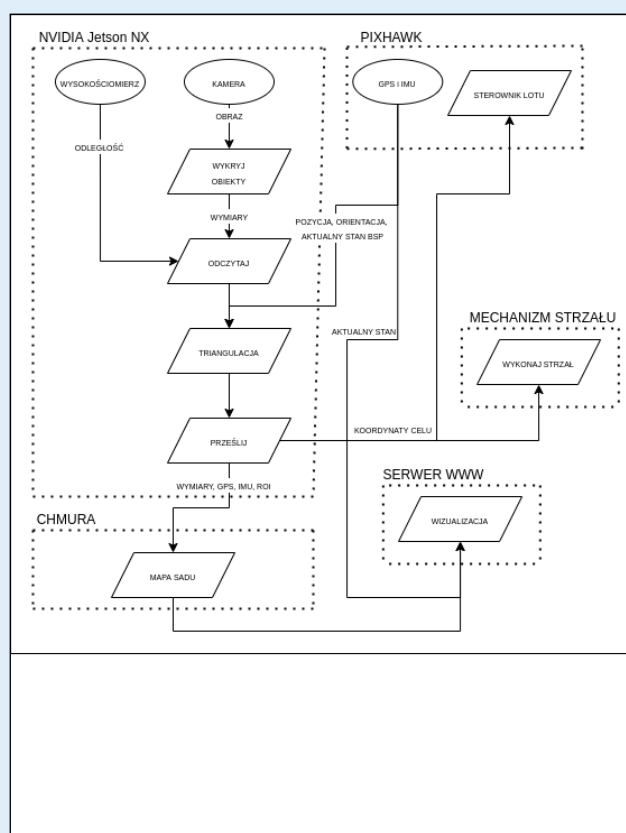 NVIDIA Jetson NX
PIXHAWK
WYSOKOŚCIOMIERZ
KAMERA
GPS i IMU
STEROWNIK LOTU
OBRAZ
ODLEGŁOŚĆ
WYKRYJ
OBIEKTY
WYMIARY
POZYCJA, ORIENTACJA,
AKTUALNY STAN BSP
ODCZYTAJ
MECHANIZM STRZAŁU
AKTUALNY STAN
TRIANGULACJA
WYKONAJ STRZAŁ
KOORDYNATY CELU
PRZEŚLIJ
SERWER WWW
WYMIARY, GPS, IMU, ROI
CHMURA
WIZUALIZACJA
MAPA SADU